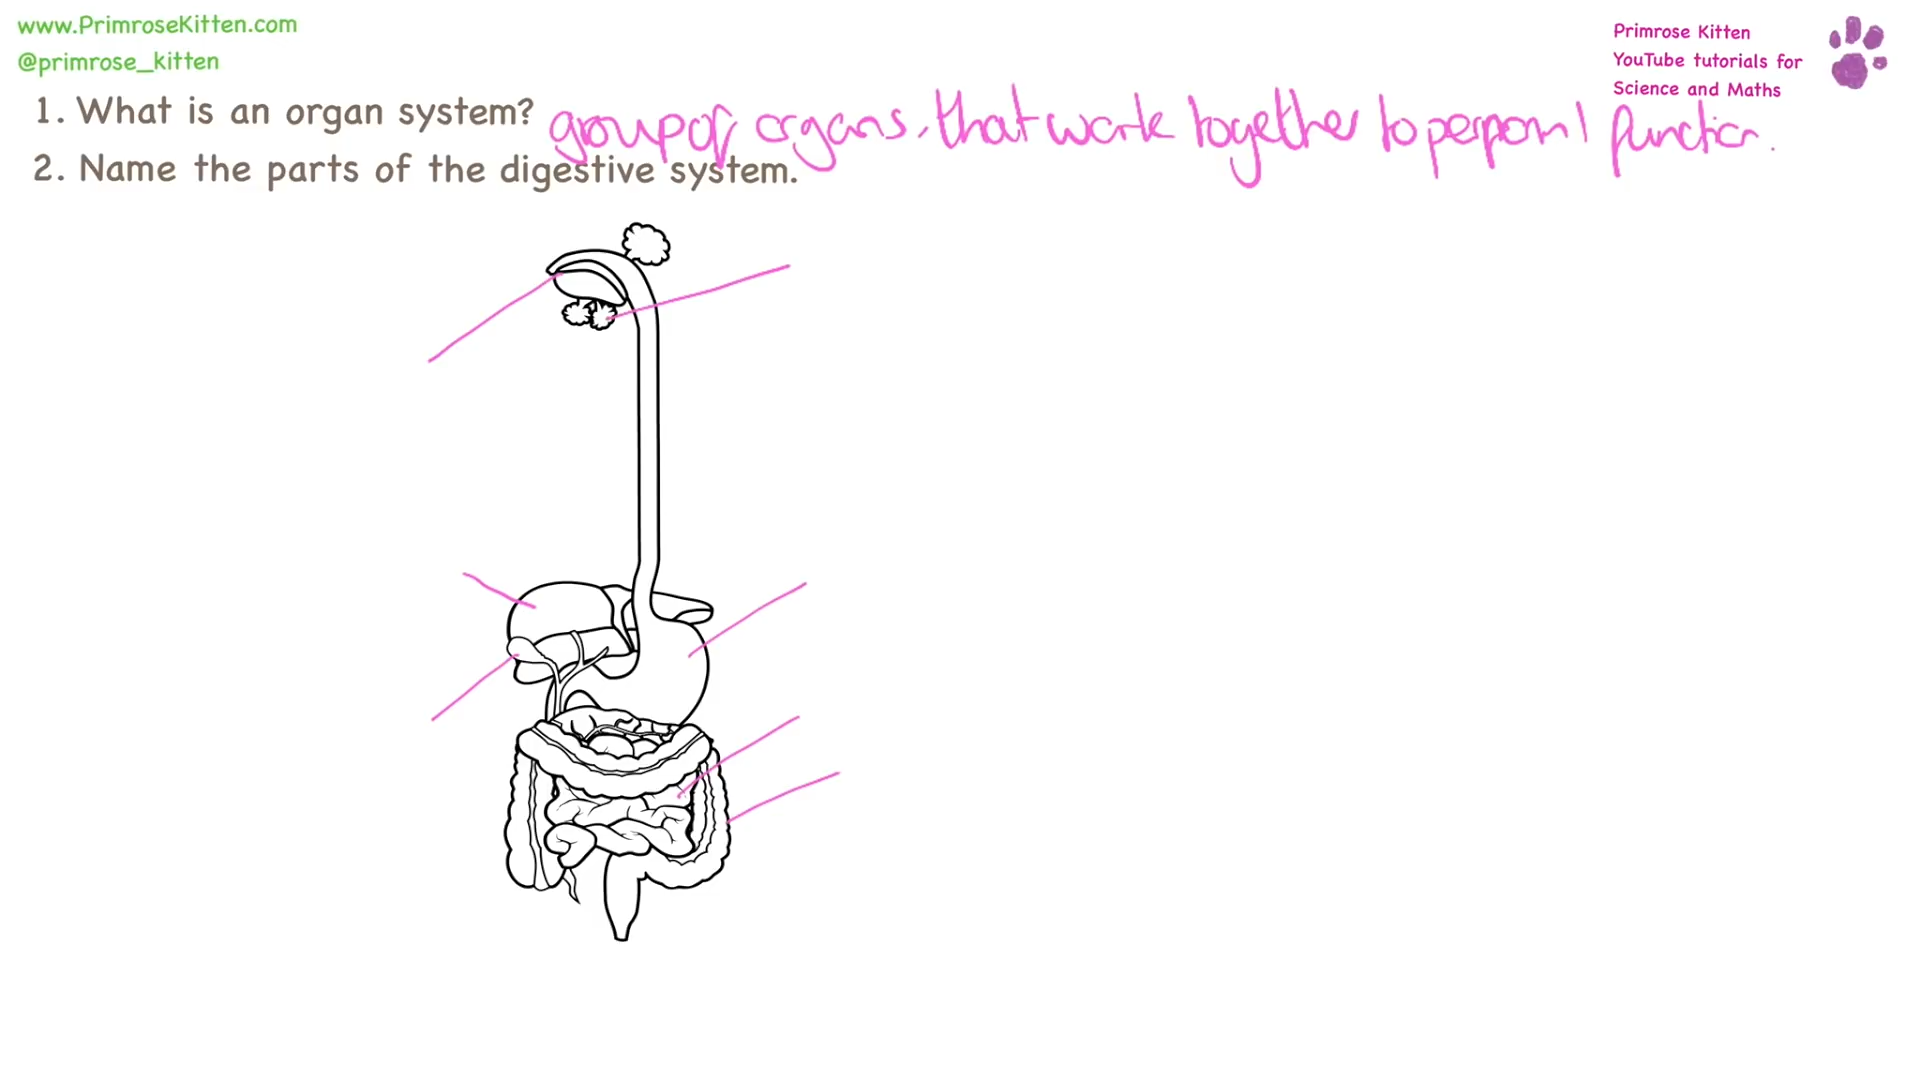 www.PrimroseKitten.com
@primrose_kitten
Primrose Kitten
YouTube tutorials for
Science and Maths
1. What is an organ system? group of organs, that work together to perform 1 function.
2. Name the parts of the digestive system.